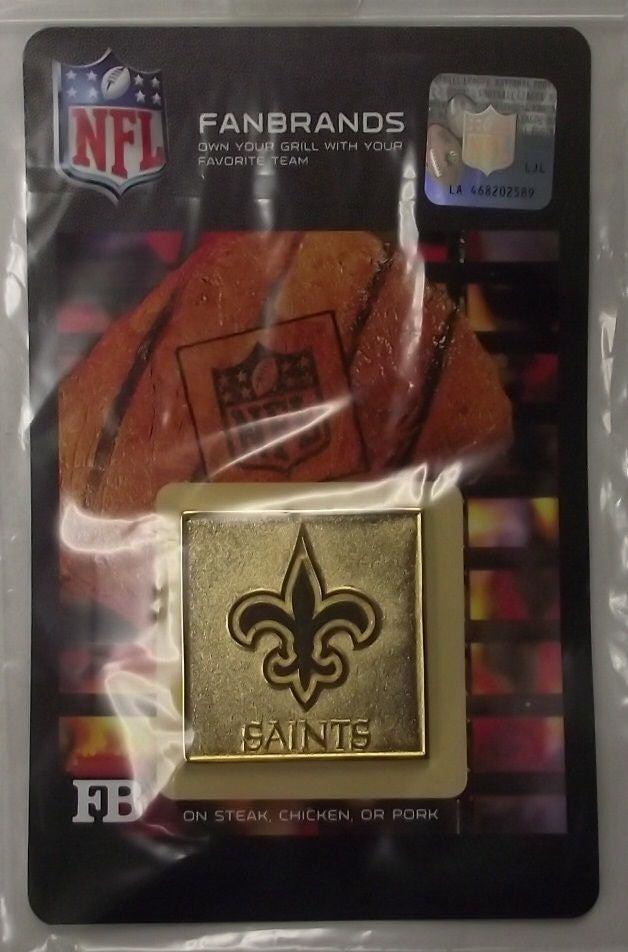 NFL
FANBRANDS
OWN YOUR GRILL WITH YOUR
FAVORITE TEAM
LJL
LA 468202589
NFL
SAINTS
FB
ON STEAK, CHICKEN, OR PORK